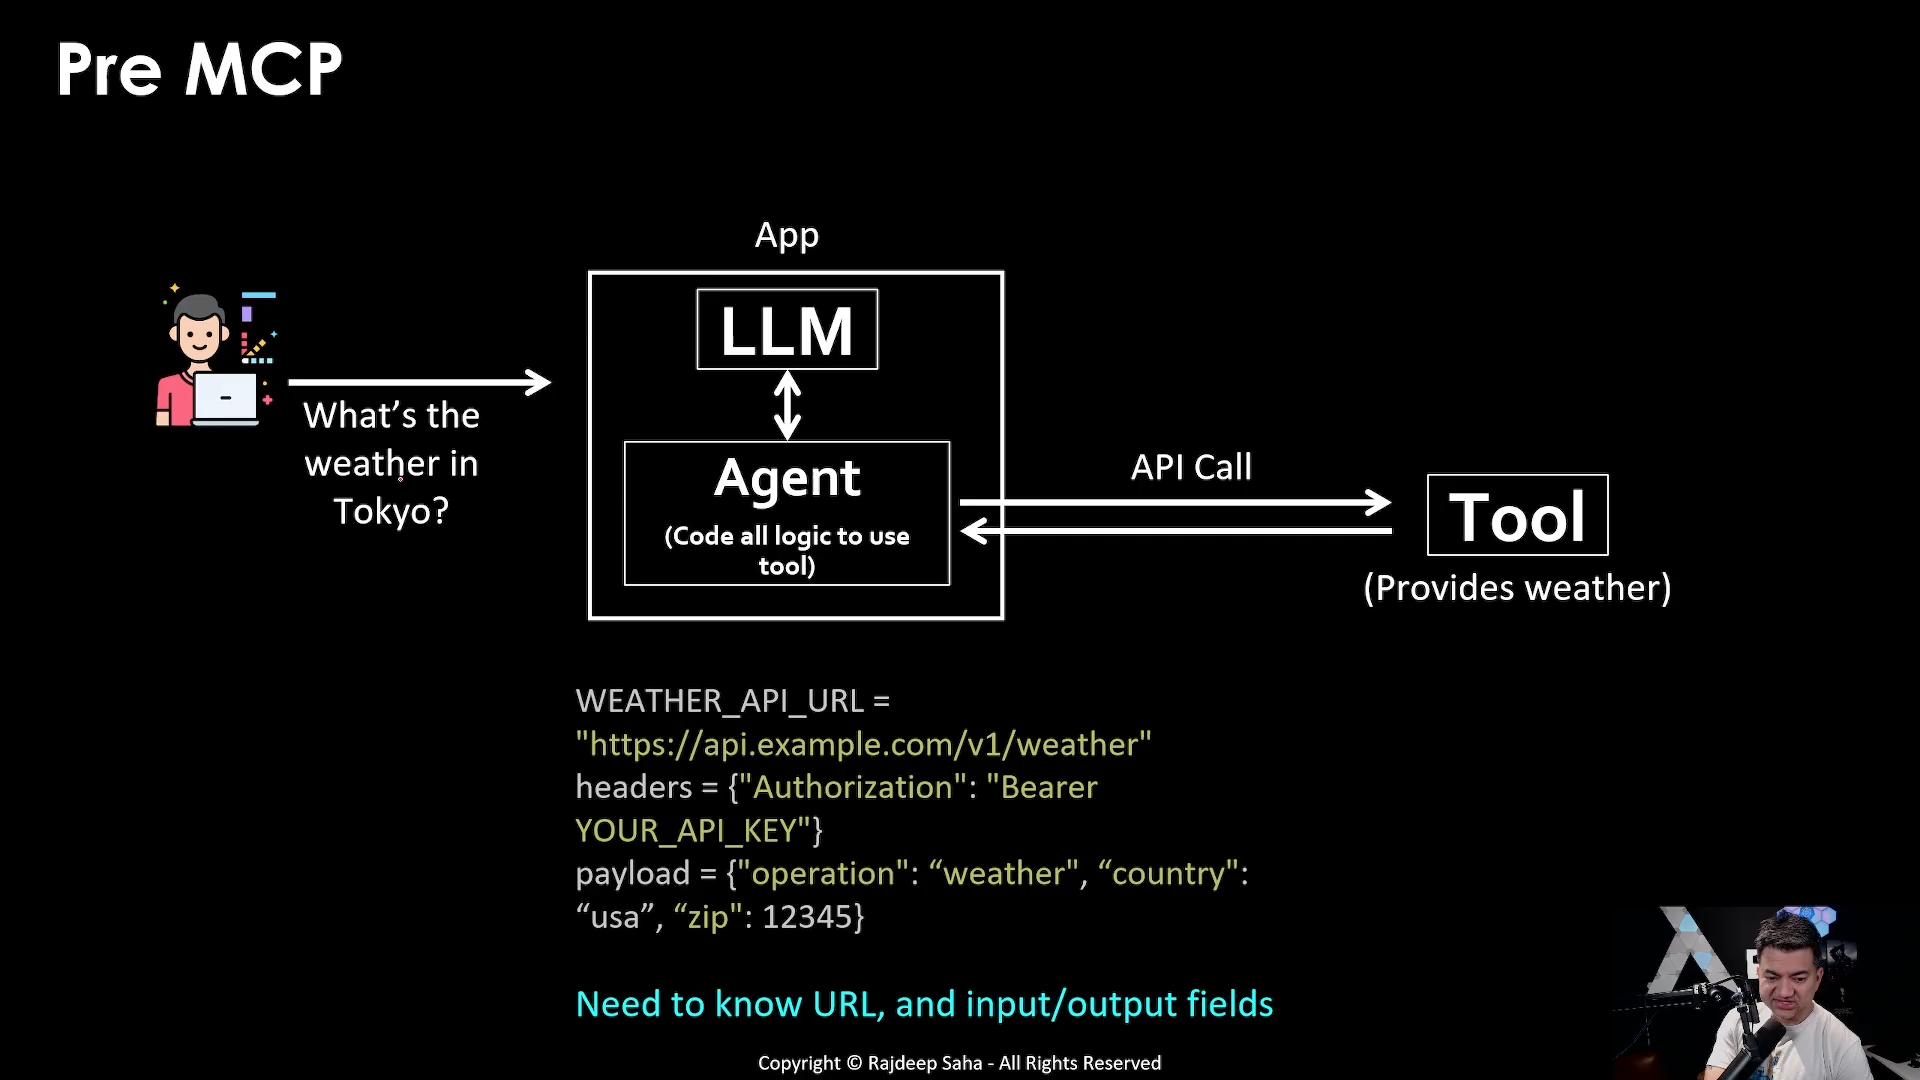 Pre MCP
App
LLM
What’s the
weather in
Tokyo?
Agent
(Code all logic to use
tool)
API Call
Tool
(Provides weather)
WEATHER_API_URL =
"https://api.example.com/v1/weather"
headers = {"Authorization": "Bearer
YOUR_API_KEY"}
payload = {"operation": “weather", “country":
“usa”, “zip": 12345}
Need to know URL, and input/output fields
Copyright © Rajdeep Saha - All Rights Reserved